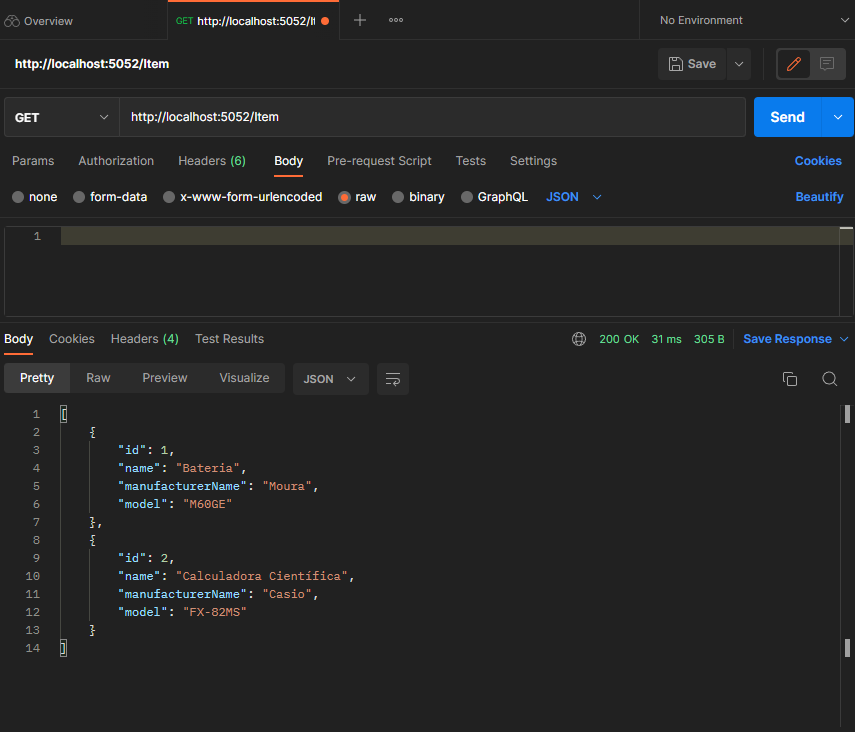 Overview
GET http://localhost:5052/It
No Environment
http://localhost:5052/Item
Save
GET http://localhost:5052/Item Send
Params Authorization Headers (6) Body Pre-request Script Tests Settings Cookies
none form-data x-www-form-urlencoded raw binary GraphQL JSON Beautify
1
Body Cookies Headers (4) Test Results 200 OK 31 ms 305 B Save Response
Pretty Raw Preview Visualize JSON
1 [
2 {
3 "id": 1,
4 "name": "Bateria",
5 "manufacturerName": "Moura",
6 "model": "M60GE"
7 },
8 {
9 "id": 2,
10 "name": "Calculadora Científica",
11 "manufacturerName": "Casio",
12 "model": "FX-82MS"
13 }
14 ]